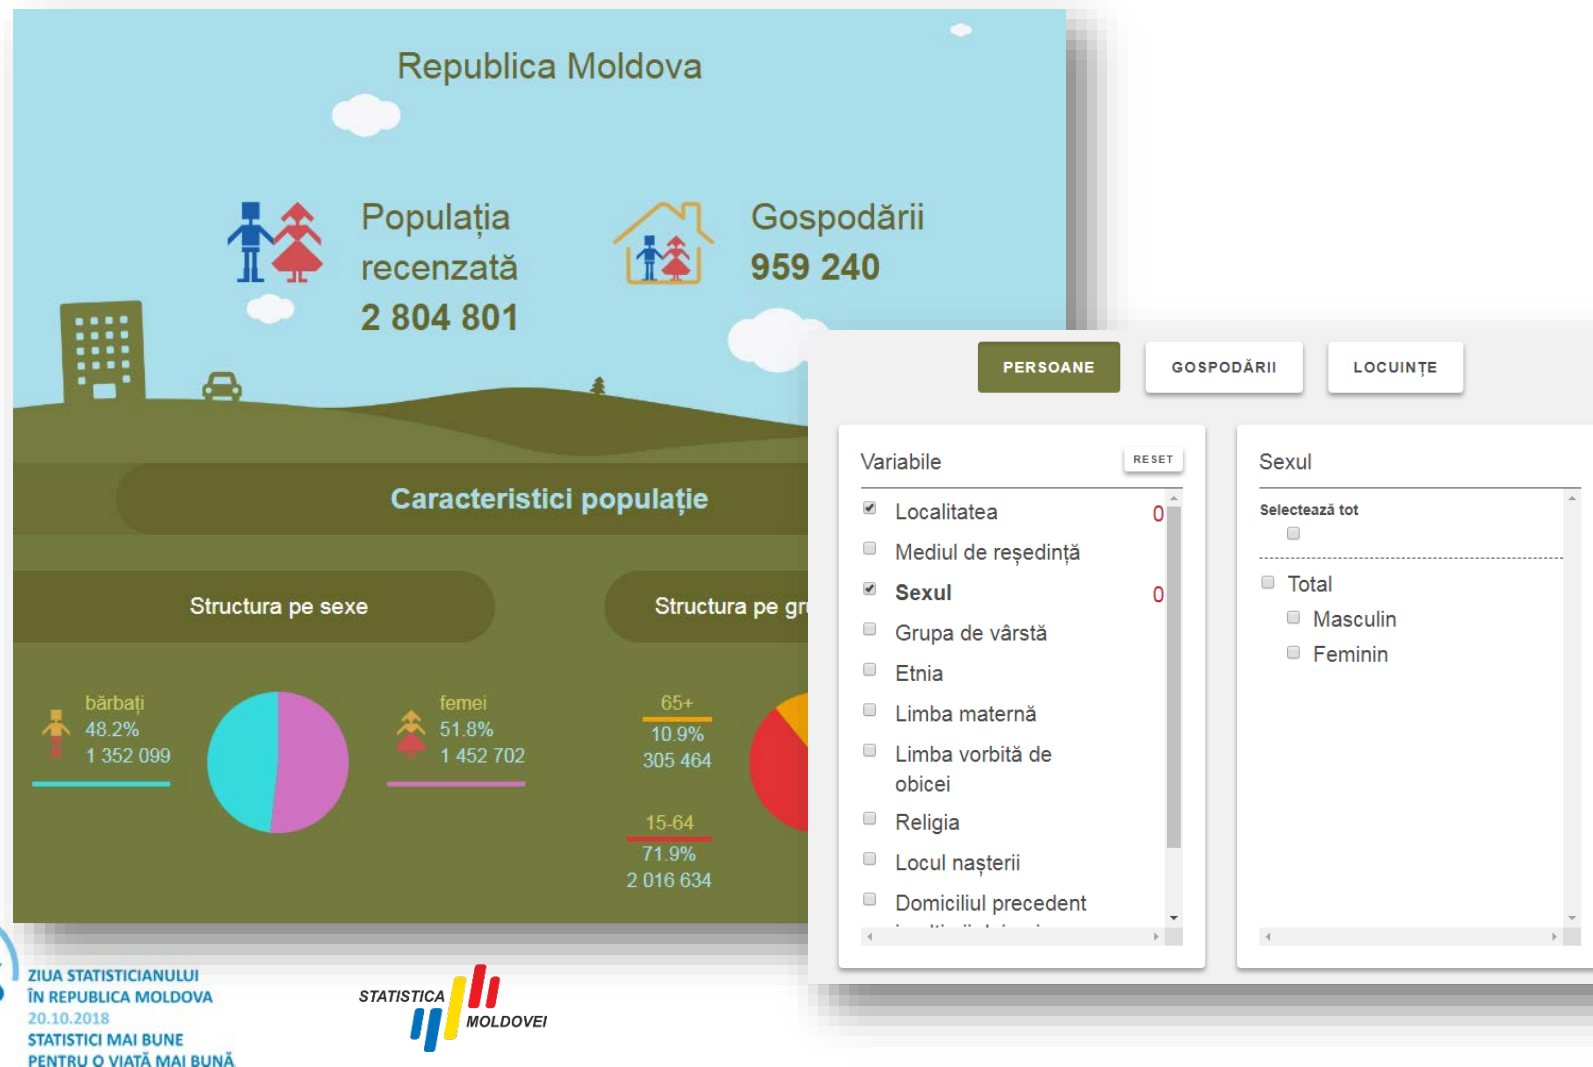 Republica Moldova
Populația
recenzată
2 804 801
Gospodării
959 240
Caracteristici populație
Structura pe sexe
Structura pe gr
bărbați
48.2%
1 352 099
femei
51.8%
1 452 702
65+
10.9%
305 464
15-64
71.9%
2 016 634
PERSOANE
GOSPODĂRII
LOCUINȚE
Variabile
RESET
Localitatea 0
Mediul de reședință
Sexul 0
Grupa de vârstă
Etnia
Limba maternă
Limba vorbită de
obicei
Religia
Locul nașterii
Domiciliul precedent
Sexul
Selectează tot
Total
Masculin
Feminin
ZIUA STATISTICIANULUI
ÎN REPUBLICA MOLDOVA
20.10.2018
STATISTICI MAI BUNE
PENTRU O VIAȚĂ MAI BUNĂ
STATISTICA
MOLDOVEI